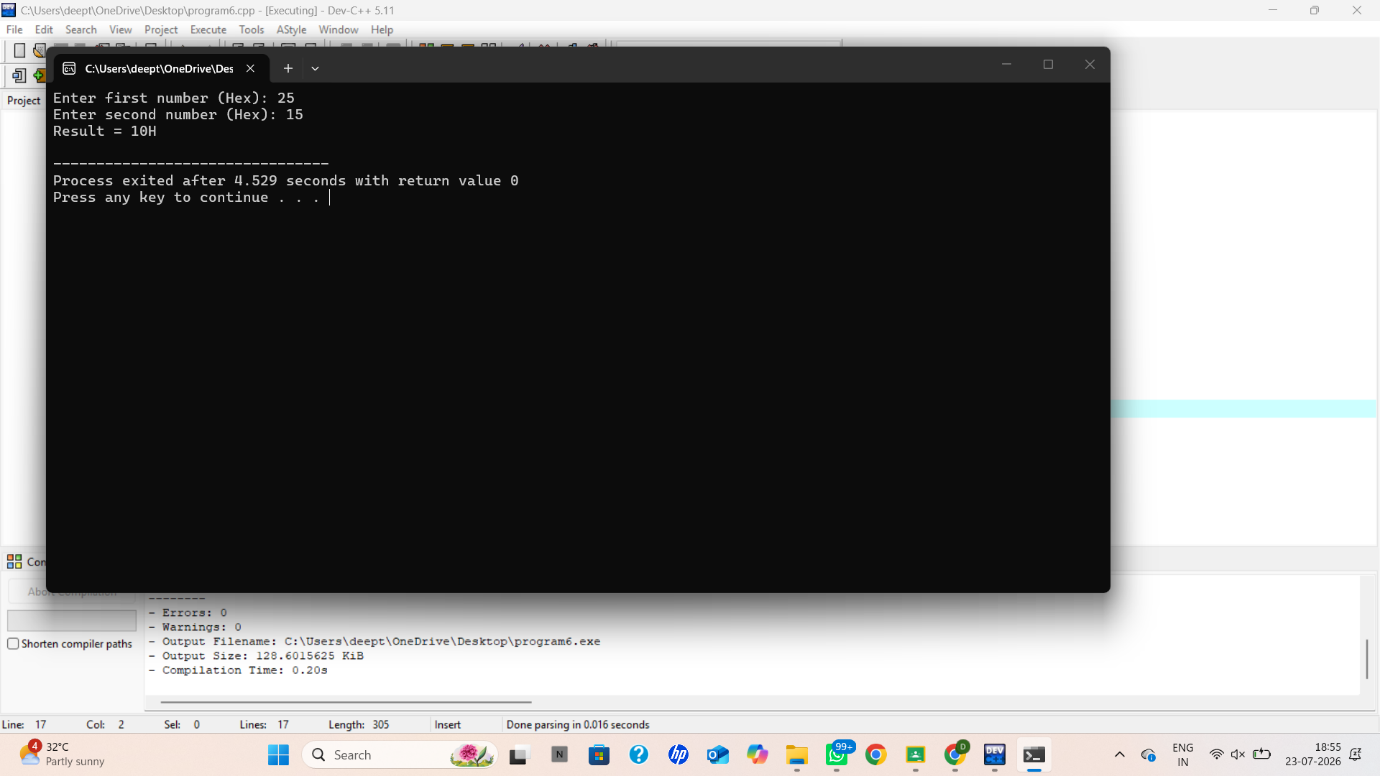 C:\Users\deept\OneDrive\Desktop\program6.cpp - [Executing] - Dev-C++ 5.11
File Edit Search View Project Execute Tools AStyle Window Help
C:\Users\deept\OneDrive\Des
Project
Enter first number (Hex): 25
Enter second number (Hex): 15
Result = 10H
--------------------------------
Process exited after 4.529 seconds with return value 0
Press any key to continue . . .
--------
- Errors: 0
- Warnings: 0
Shorten compiler paths
- Output Filename: C:\Users\deept\OneDrive\Desktop\program6.exe
- Output Size: 128.6015625 KiB
- Compilation Time: 0.20s
Line: 17 Col: 2 Sel: 0 Lines: 17 Length: 305 Insert Done parsing in 0.016 seconds
4
32°C
Partly sunny
Search
N
?
hp
99+
D
DEV
ENG
IN
18:55
23-07-2026